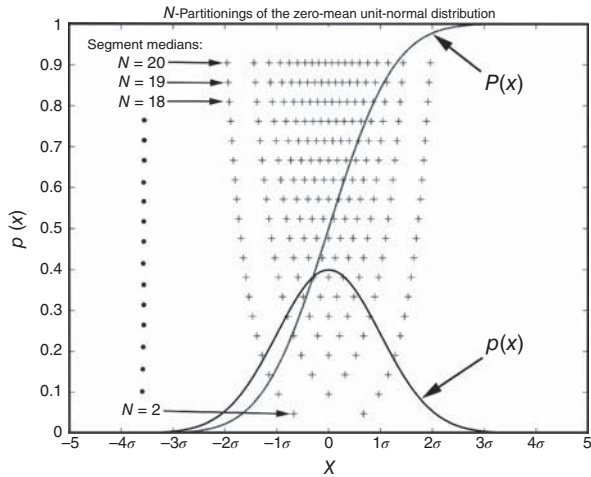 N-Partitionings of the zero-mean unit-normal distribution
1
Segment medians:
N = 20
0.9
N = 19
N = 18
0.8
P(x)
0.7
0.6
0.5
p (x)
0.4
0.3
0.2
p(x)
0.1
N = 2
0
−5 −4σ −3σ −2σ 1σ 0 1σ 2σ 3σ 4σ 5
X